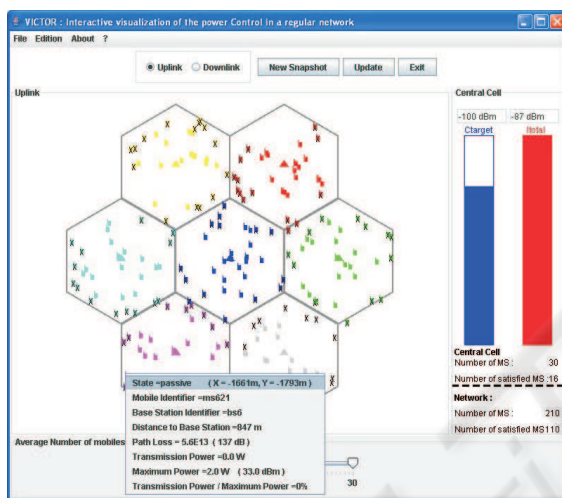 VICTOR : Interactive visualization of the power Control in a regular network
File Edition About ?
Uplink Downlink New Snapshot Update Exit
Uplink
Central Cell
-100 dBm -87 dBm
Ctarget Itotal
Central Cell
Number of MS : 30
Number of satisfied MS :16
Network :
Number of MS : 210
Number of satisfied MS110
State =passive ( X = -1661m, Y = -1793m )
Mobile Identifier =ms621
Base Station Identifier =bs6
Distance to Base Station =847 m
Path Loss = 5.6E13 ( 137 dB )
Transmission Power =0.0 W
Maximum Power =2.0 W ( 33.0 dBm )
Transmission Power / Maximum Power =0%
Average Number of mobiles
30